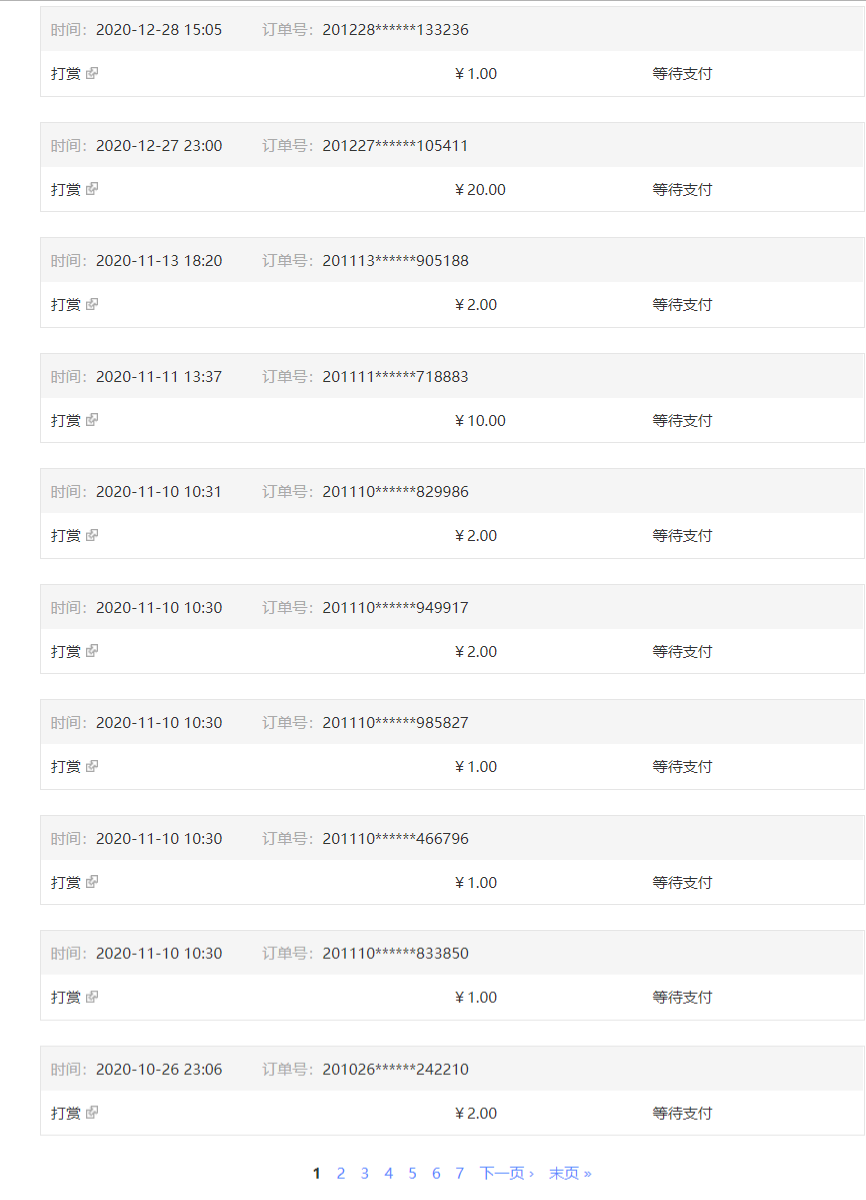 时间：2020-12-28 15:05 订单号：201228******133236
打赏 ¥1.00 等待支付
时间：2020-12-27 23:00 订单号：201227******105411
打赏 ¥20.00 等待支付
时间：2020-11-13 18:20 订单号：201113******905188
打赏 ¥2.00 等待支付
时间：2020-11-11 13:37 订单号：201111******718883
打赏 ¥10.00 等待支付
时间：2020-11-10 10:31 订单号：201110******829986
打赏 ¥2.00 等待支付
时间：2020-11-10 10:30 订单号：201110******949917
打赏 ¥2.00 等待支付
时间：2020-11-10 10:30 订单号：201110******985827
打赏 ¥1.00 等待支付
时间：2020-11-10 10:30 订单号：201110******466796
打赏 ¥1.00 等待支付
时间：2020-11-10 10:30 订单号：201110******833850
打赏 ¥1.00 等待支付
时间：2020-10-26 23:06 订单号：201026******242210
打赏 ¥2.00 等待支付
1 2 3 4 5 6 7 下一页 › 末页 »